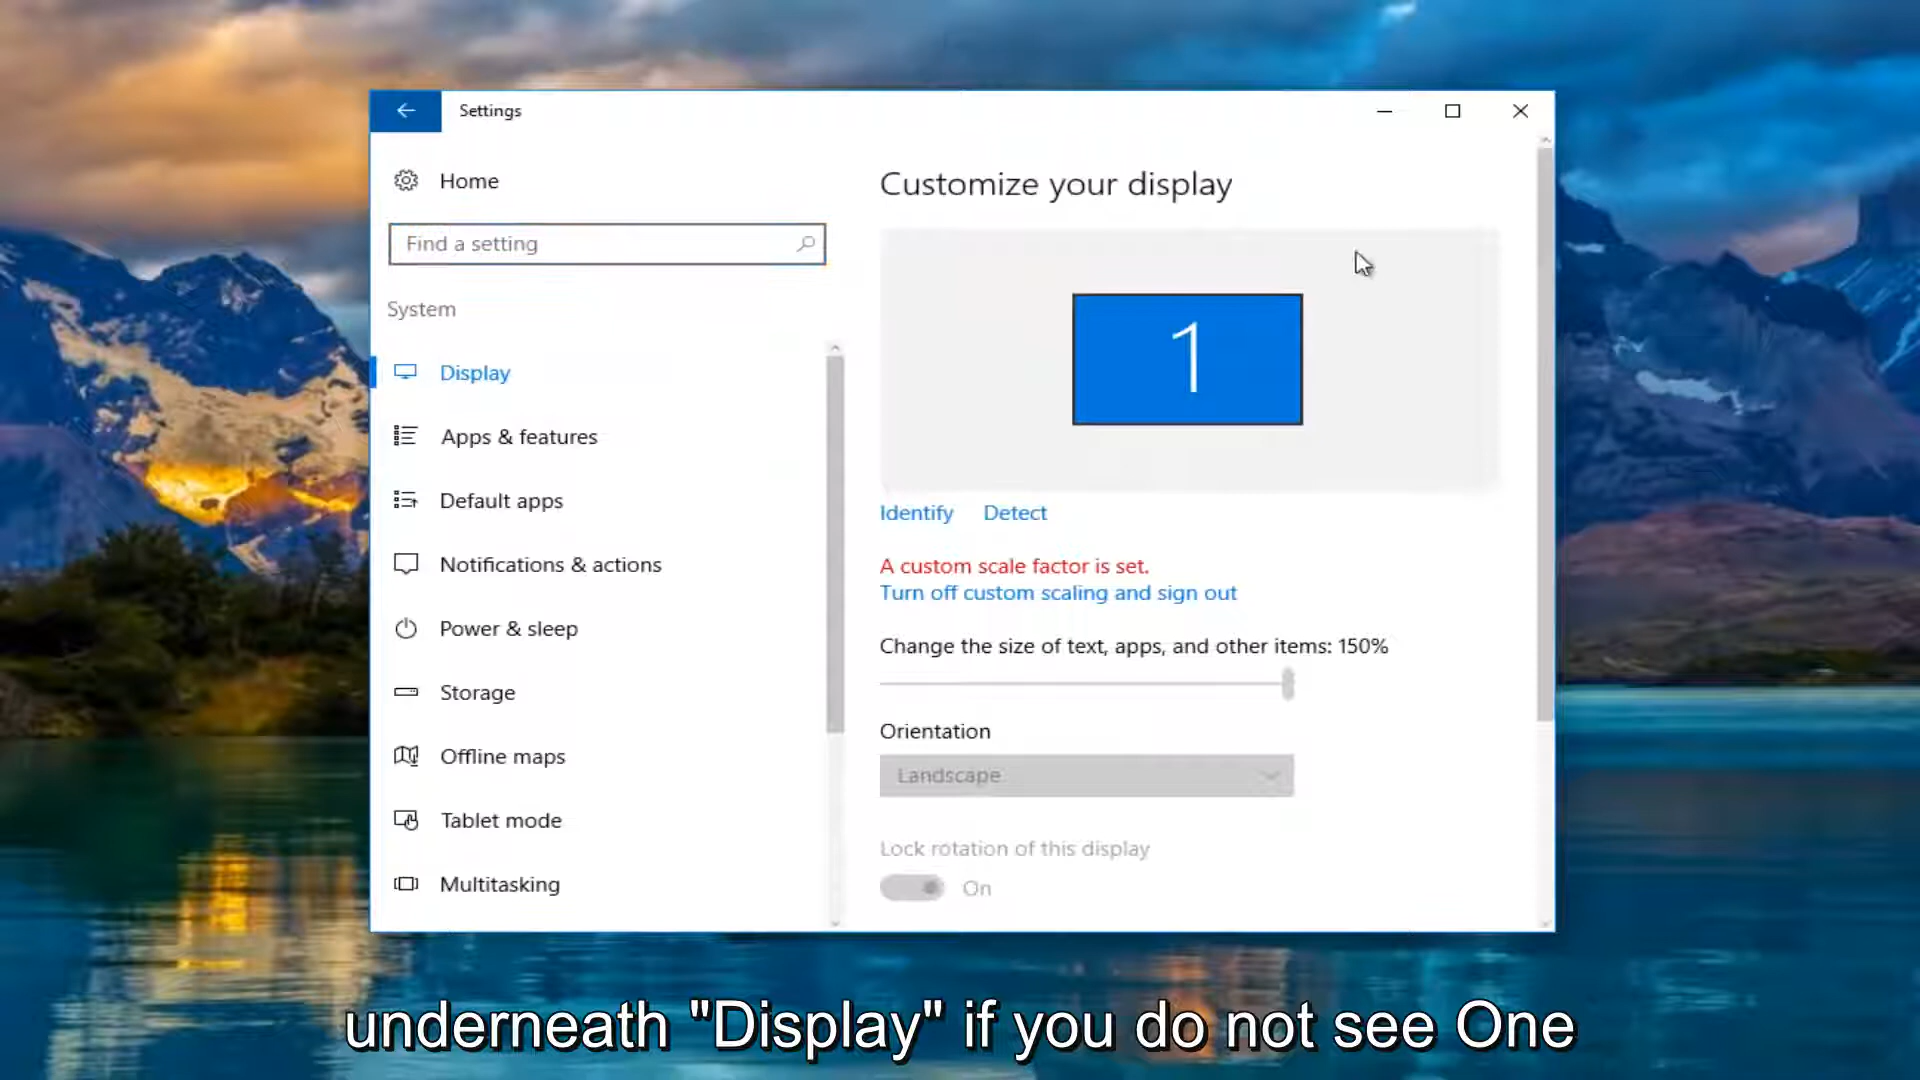 Settings
Home
Find a setting
System
Display
Apps & features
Default apps
Notifications & actions
Power & sleep
Storage
Offline maps
Tablet mode
Multitasking
Customize your display
1
Identify Detect
A custom scale factor is set.
Turn off custom scaling and sign out
Change the size of text, apps, and other items: 150%
Orientation
Landscape
Lock rotation of this display
On
underneath "Display" if you do not see One